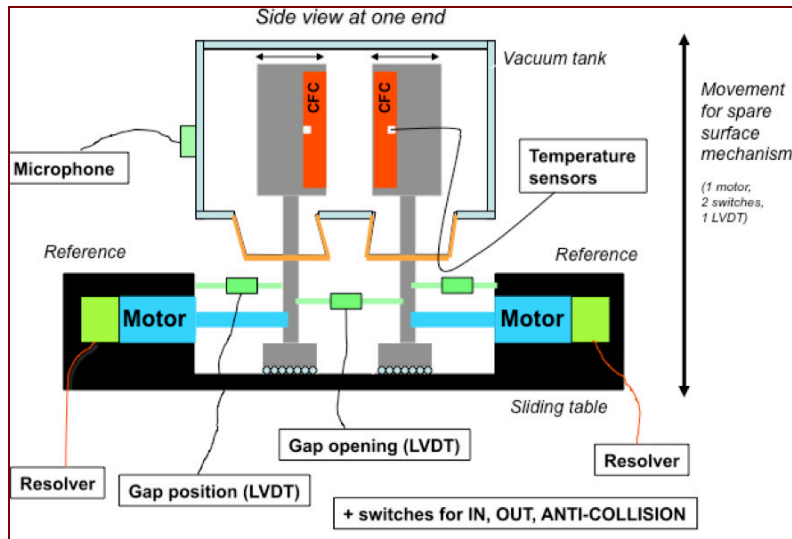 Side view at one end
Vacuum tank
CFC
CFC
Movement
for spare
surface
mechanism
(1 motor,
2 switches,
1 LVDT)
Microphone
Temperature
sensors
Reference
Reference
Motor
Motor
Sliding table
Gap opening (LVDT)
Resolver
Resolver
Gap position (LVDT)
+ switches for IN, OUT, ANTI-COLLISION